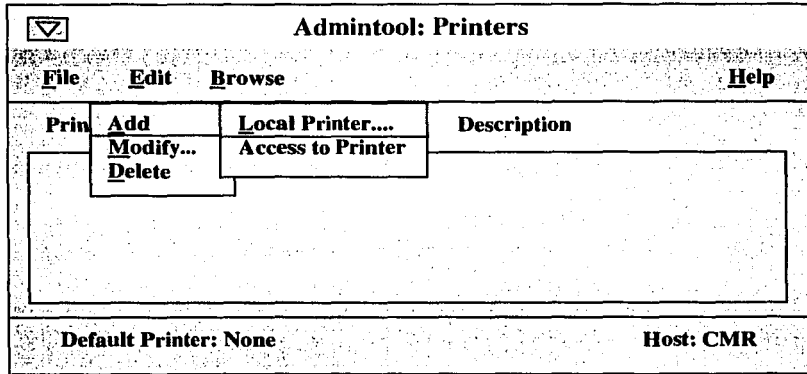 Admintool: Printers
File Edit Browse Help
Prin Add Local Printer.... Description
Modify... Access to Printer
Delete
Default Printer: None Host: CMR